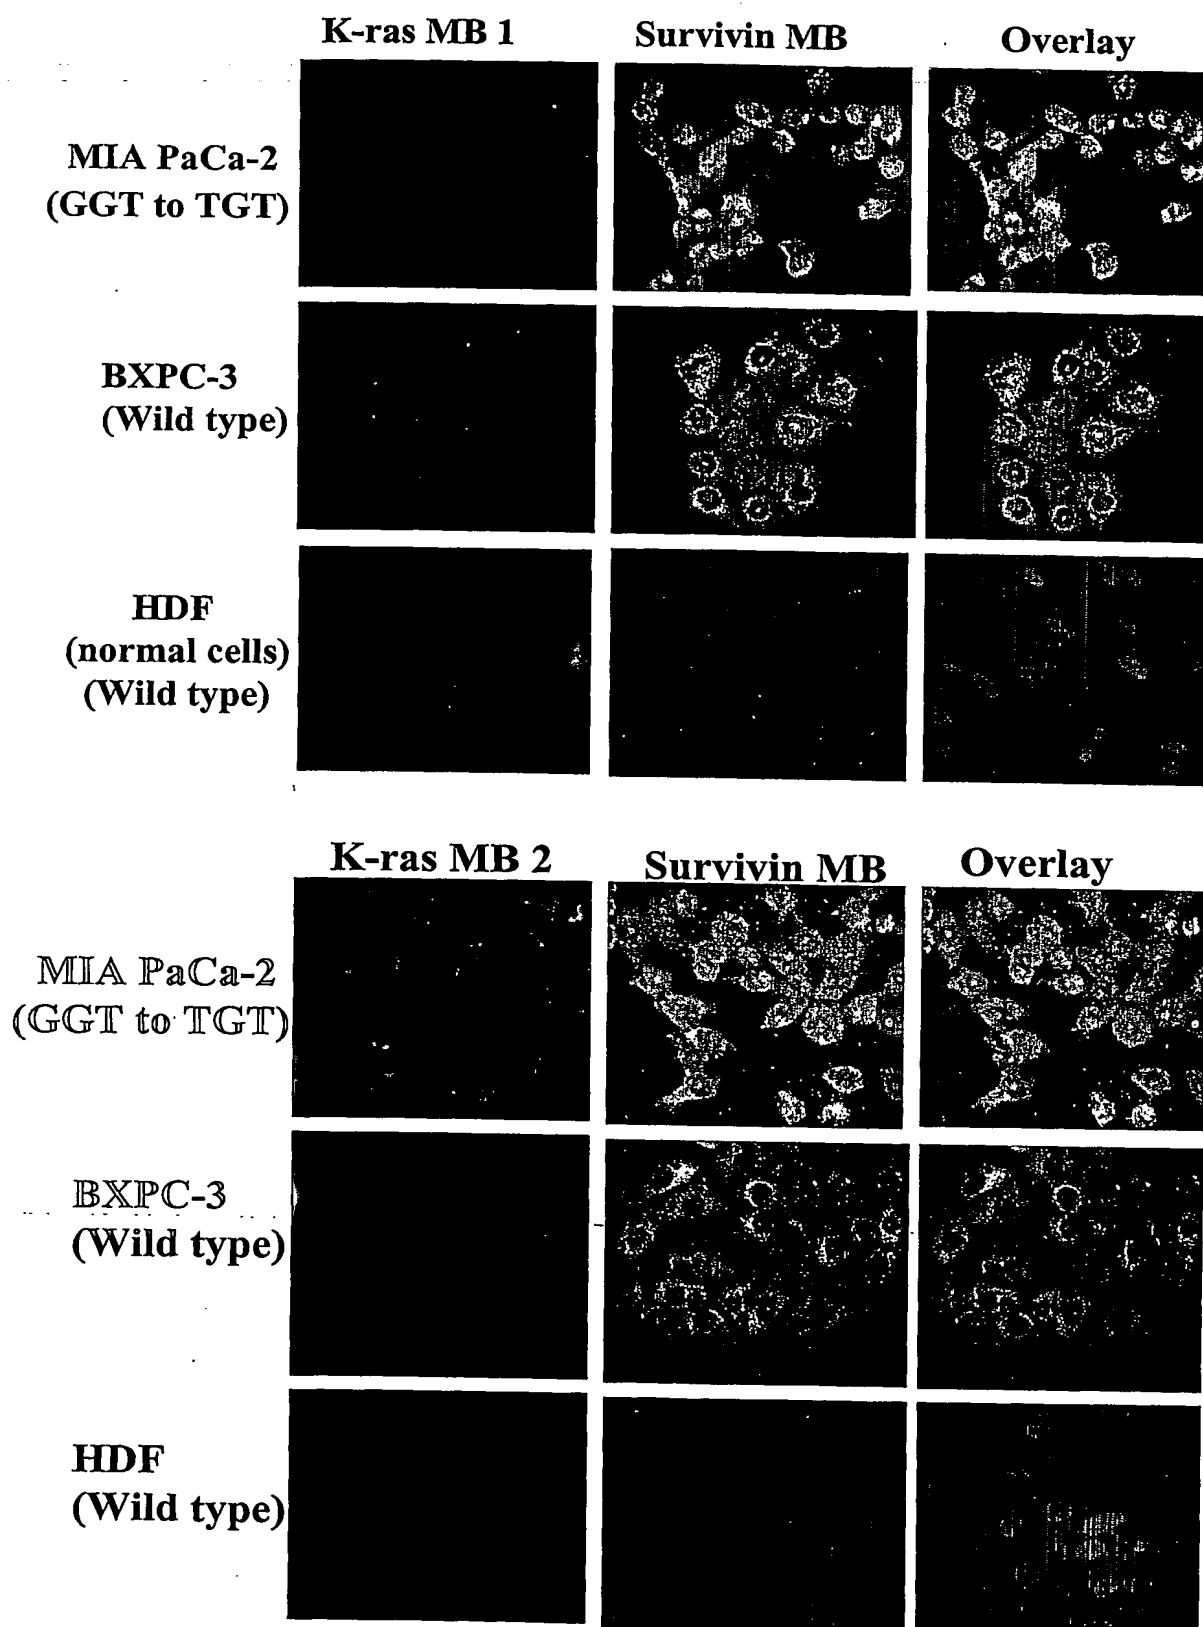 K-ras MB 1 Survivin MB Overlay
MIA PaCa-2
(GGT to TGT)
BXPC-3
(Wild type)
HDF
(normal cells)
(Wild type)
K-ras MB 2 Survivin MB Overlay
MIA PaCa-2
(GGT to TGT)
BXPC-3
(Wild type)
HDF
(Wild type)